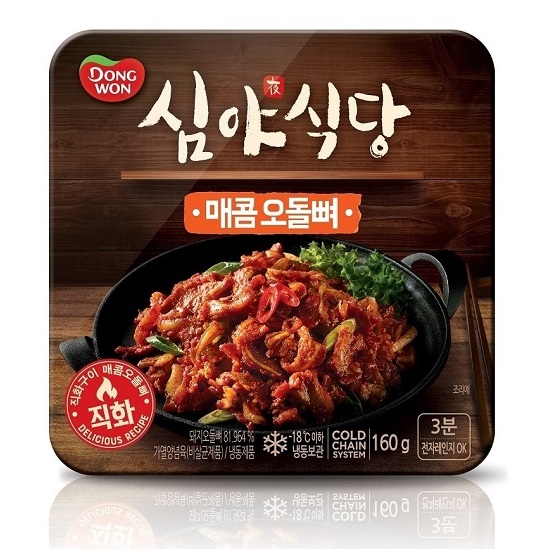 DONG
WON
夜
심야식당
· 매콤 오돌뼈 ·
조리예
직화구이 매콤오돌뼈
직화
DELICIOUS RECIPE
돼지오돌뼈 81.964 %
가열양념육(비살균제품) / 냉동제품
-18℃이하
냉동보관
COLD
CHAIN
SYSTEM
160 g
3분
전자레인지 OK